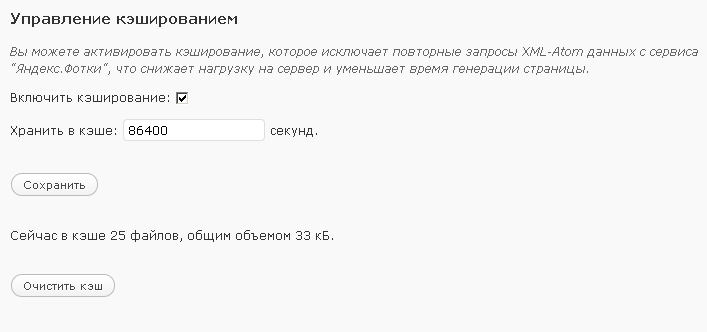 Управление кэшированием
Вы можете активировать кэширование, которое исключает повторные запросы XML-Atom данных с сервиса
"Яндекс.Фотки", что снижает нагрузку на сервер и уменьшает время генерации страницы.
Включить кэширование:
Хранить в кэше: 86400 секунд.
Сохранить
Сейчас в кэше 25 файлов, общим объемом 33 кБ.
Очистить кэш